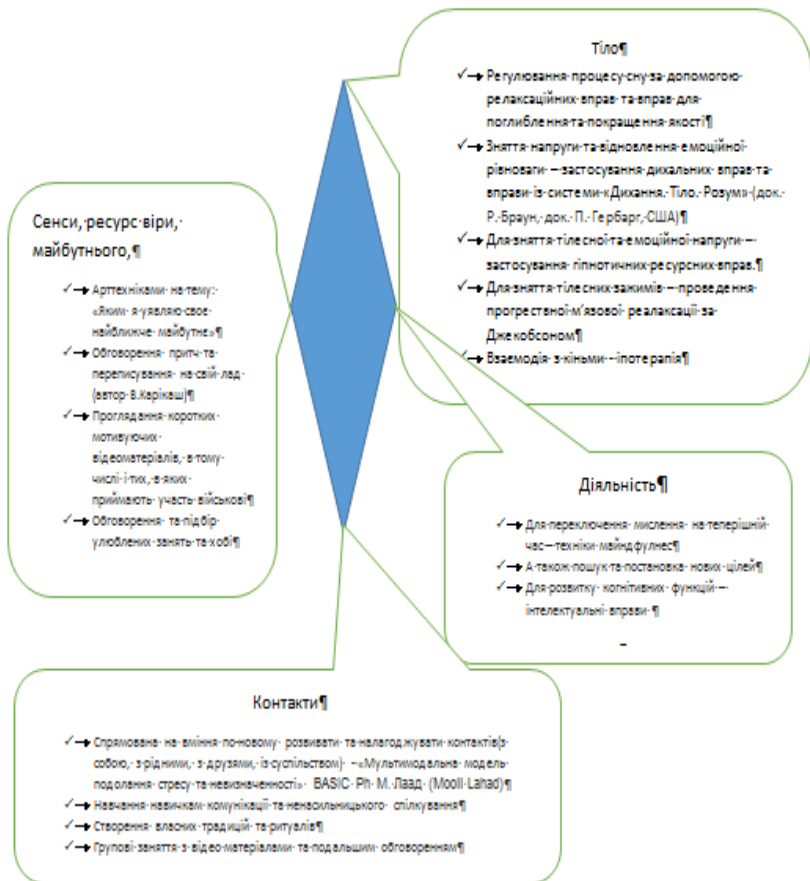 Тіло¶
✓→Регулювання·процесу·сну·за·допомогою·
релаксаційних·вправ·та·вправ·для·
поглиблення·та·покращення·якості¶
✓→Зняття·напруги·та·відновлення·емоційної·
рівноваги·–·застосування·дихальних·вправ·та·
вправи·із·системи·«Дихання.·Тіло.·Розум»·(док.·
Р.·Браун,·док.·П.·Гербарг,·США)¶
✓→Для·зняття·тілесної·та·емоційної·напруги·–·
застосування·гіпнотичних·ресурсних·вправ.¶
✓→Для·зняття·тілесних·зажимів·–·проведення·
прогрествної·м’язової·реалаксації·за·
Джекобсоном¶
✓→Взаємодія·з·кіньми·–·іпотерапія¶
Сенси,·ресурс·віри,·
майбутнього,¶
✓→Арттехніками·на·тему:·
«Яким·я·уявляю·своє·
найближче·майбутнє»¶
✓→Обговорення·притч·та·
переписування·на·свій·лад·
(автор·В.Карікаш)¶
✓→Проглядання·коротких·
мотивуючих·
відеоматеріалів,·в·тому·
числі·і·тих,·в·яких·
приймають·участь·військові¶
✓→Обговорення·та·підбір·
улюблених·занять·та·хобі¶
Діяльність¶
✓→Для·переключення·мислення·на·теперішній·
час·–·техніки·майндфулнес¶
✓→А·також·пошук·та·постановка·нових·цілей¶
✓→Для·розвитку·когнітивних·функцій·–·
інтелектуальні·вправи·¶
–
Контакти¶
✓→Спрямована·на·вміння·по-новому·розвивати·та·налагоджувати·контактів(з·
собою,·з·рідними,·з·друзями,·із·суспільством)·–«Мультимодальна·модель·
подолання·стресу·та·невизначеності»·BASIC·Ph·М.·Лаад·(Mooli·Lahad)¶
✓→Навчання·навичкам·комунікації·та·ненасильницького·спілкування¶
✓→Створення·власних·традицій·та·ритуалів¶
✓→Групові·заняття·з·відео·матеріалами·та·подальшим·обговоренням¶